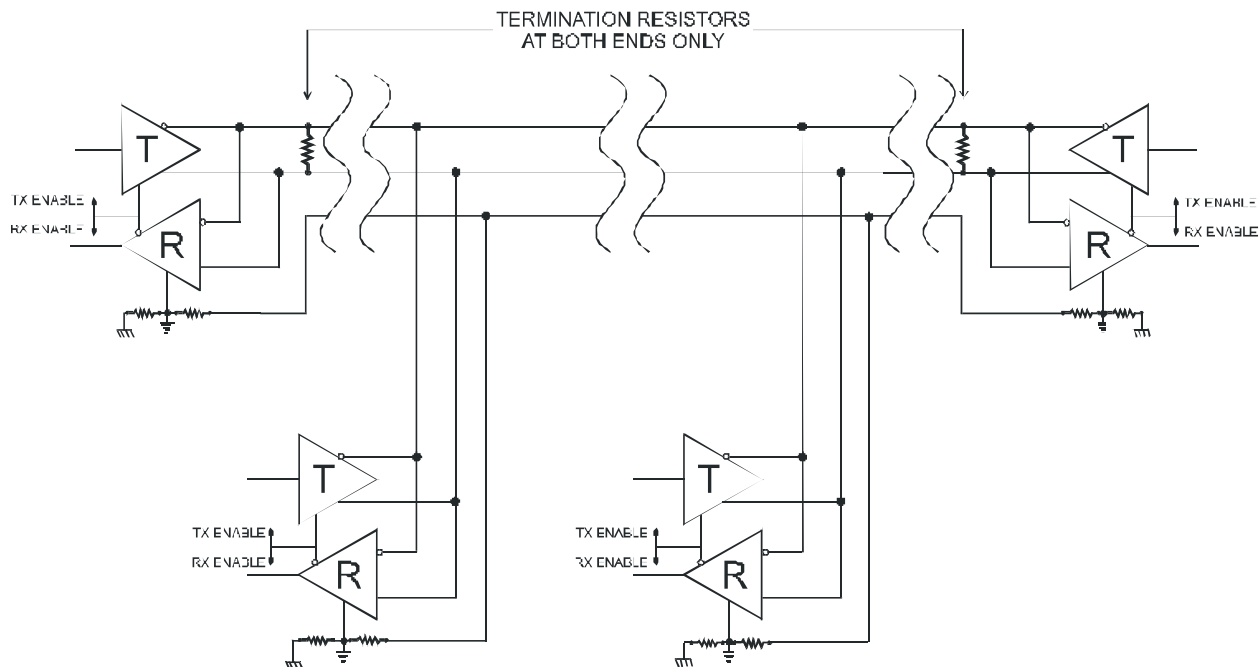 TERMINATION RESISTORS
AT BOTH ENDS ONLY
T
T
TX ENABLE
RX ENABLE
TX ENABLE
RX ENABLE
R
R
T
T
TX ENABLE
RX ENABLE
TX ENABLE
RX ENABLE
R
R